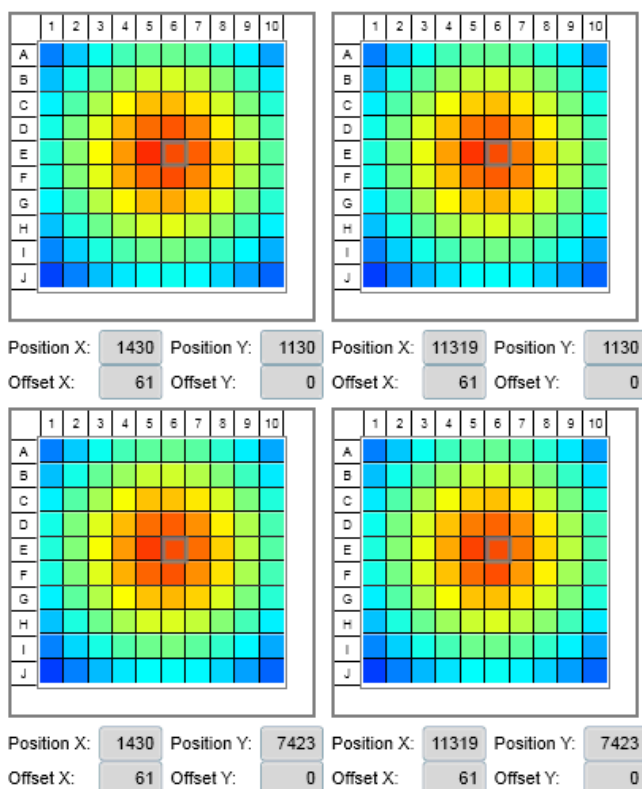 1 2 3 4 5 6 7 8 9 10 1 2 3 4 5 6 7 8 9 10
A A
B B
C C
D D
E E
F F
G G
H H
I I
J J
Position X: 1430 Position Y: 1130 Position X: 11319 Position Y: 1130
Offset X: 61 Offset Y: 0 Offset X: 61 Offset Y: 0
1 2 3 4 5 6 7 8 9 10 1 2 3 4 5 6 7 8 9 10
A A
B B
C C
D D
E E
F F
G G
H H
I I
J J
Position X: 1430 Position Y: 7423 Position X: 11319 Position Y: 7423
Offset X: 61 Offset Y: 0 Offset X: 61 Offset Y: 0